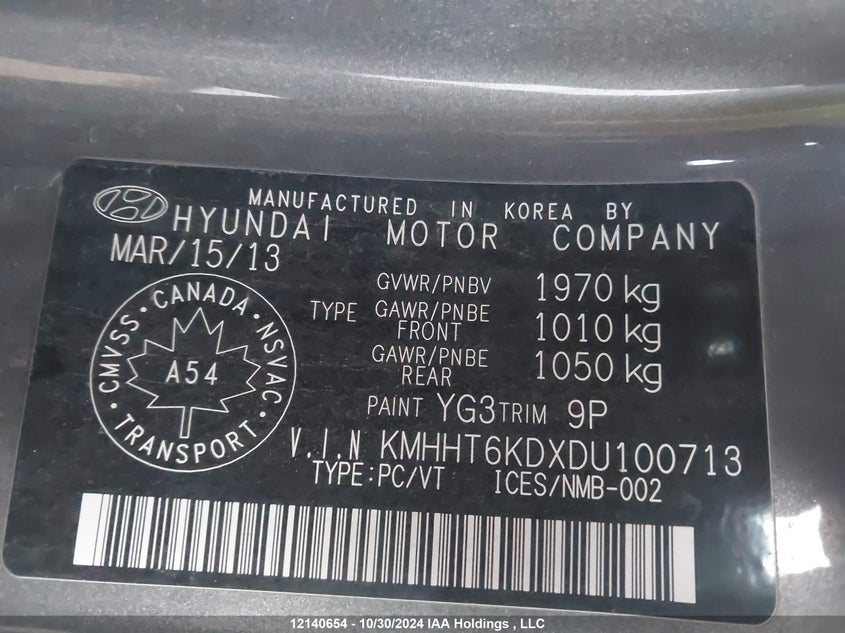 MANUFACTURED IN KOREA BY
HYUNDAI MOTOR COMPANY
MAR/15/13
GVWR/PNBV 1970 kg
TYPE GAWR/PNBE FRONT 1010 kg
GAWR/PNBE REAR 1050 kg
CMVSS · CANADA · NSVAC · TRANSPORT ·
A54
PAINT YG3 TRIM 9P
V.I.N KMHHT6KDXDU100713
TYPE:PC/VT ICES/NMB-002
12140654 - 10/30/2024 IAA Holdings , LLC